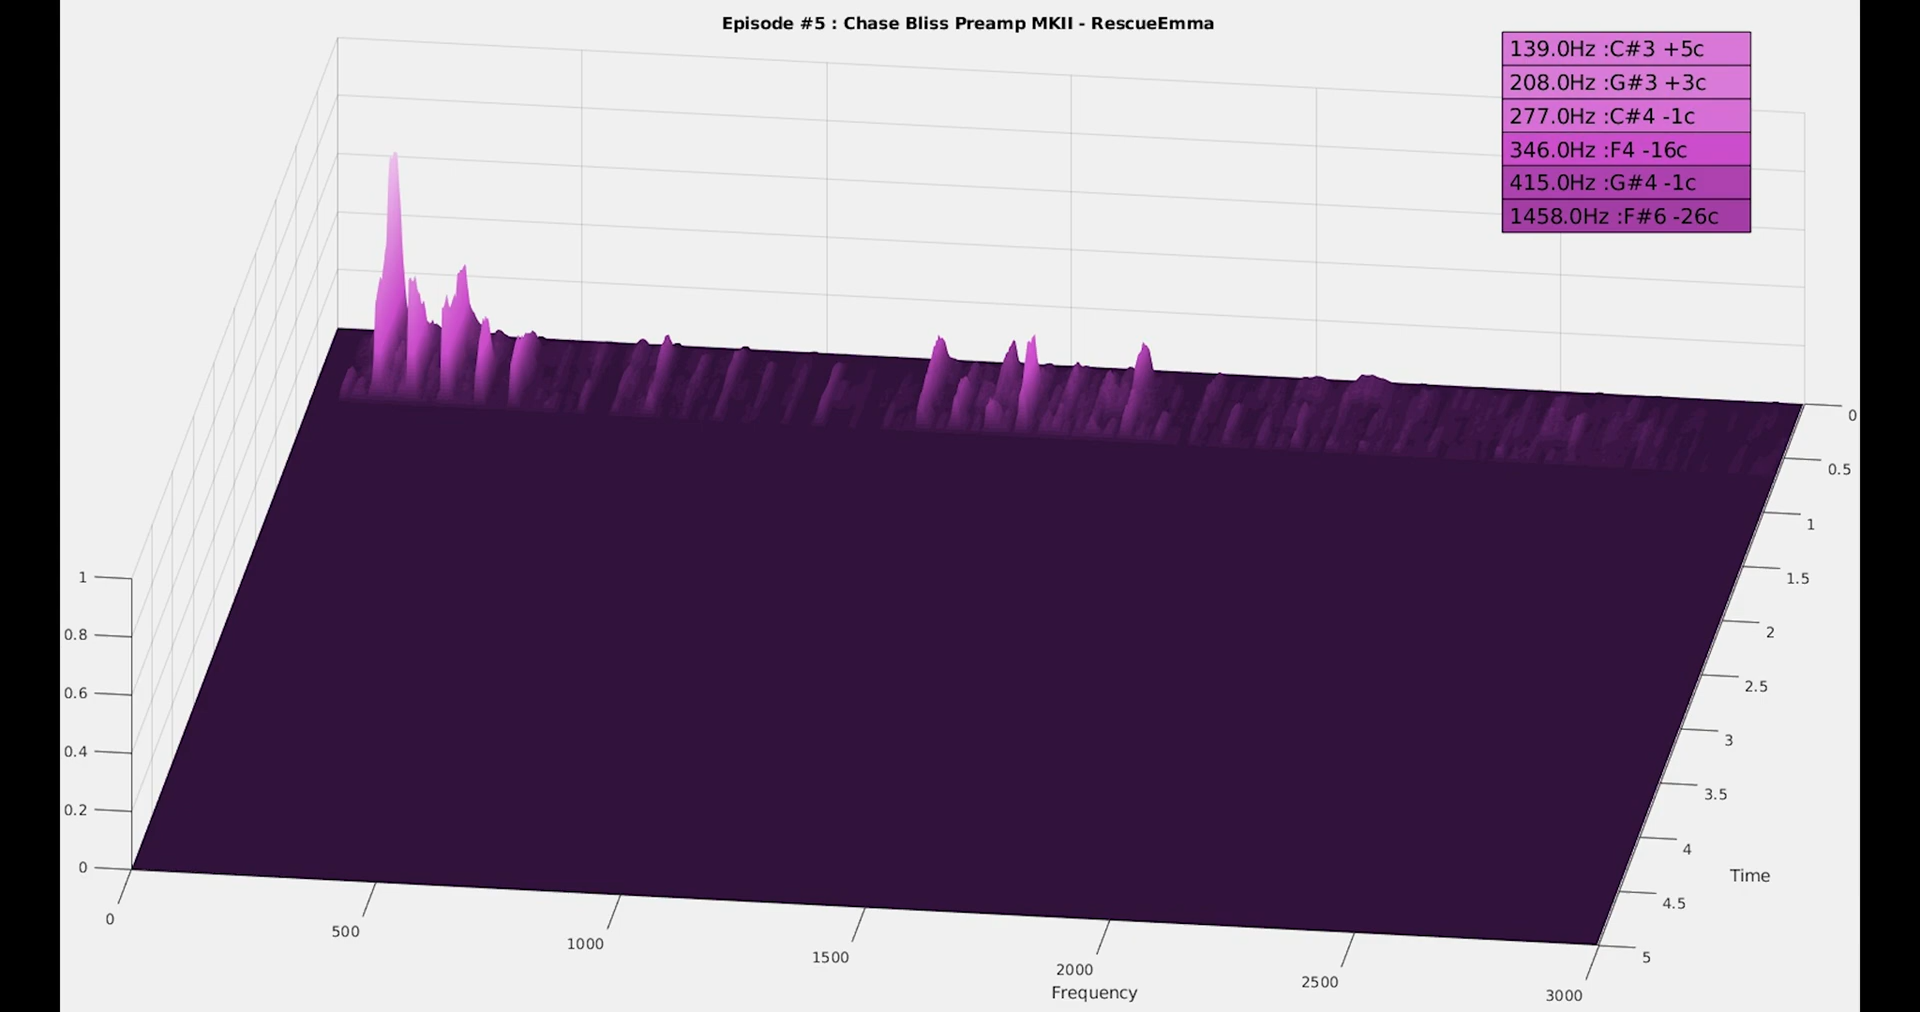 Episode #5 : Chase Bliss Preamp MKII - RescueEmma
139.0Hz :C#3 +5c
208.0Hz :G#3 +3c
277.0Hz :C#4 -1c
346.0Hz :F4 -16c
415.0Hz :G#4 -1c
1458.0Hz :F#6 -26c
1
0.8
0.6
0.4
0.2
0
0
0.5
1
1.5
2
2.5
3
3.5
4
4.5
5
Time
0
500
1000
1500
2000
2500
3000
Frequency